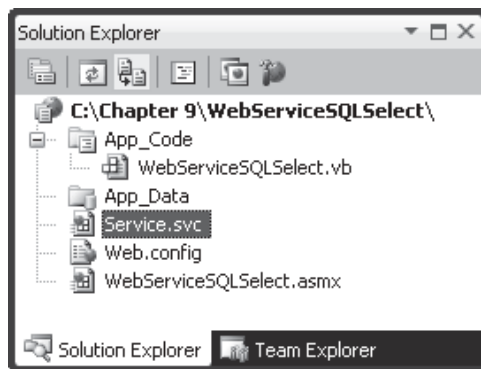 Solution Explorer
C:\Chapter 9\WebServiceSQLSelect\
App_Code
WebServiceSQLSelect.vb
App_Data
Service.svc
Web.config
WebServiceSQLSelect.asmx
Solution Explorer Team Explorer